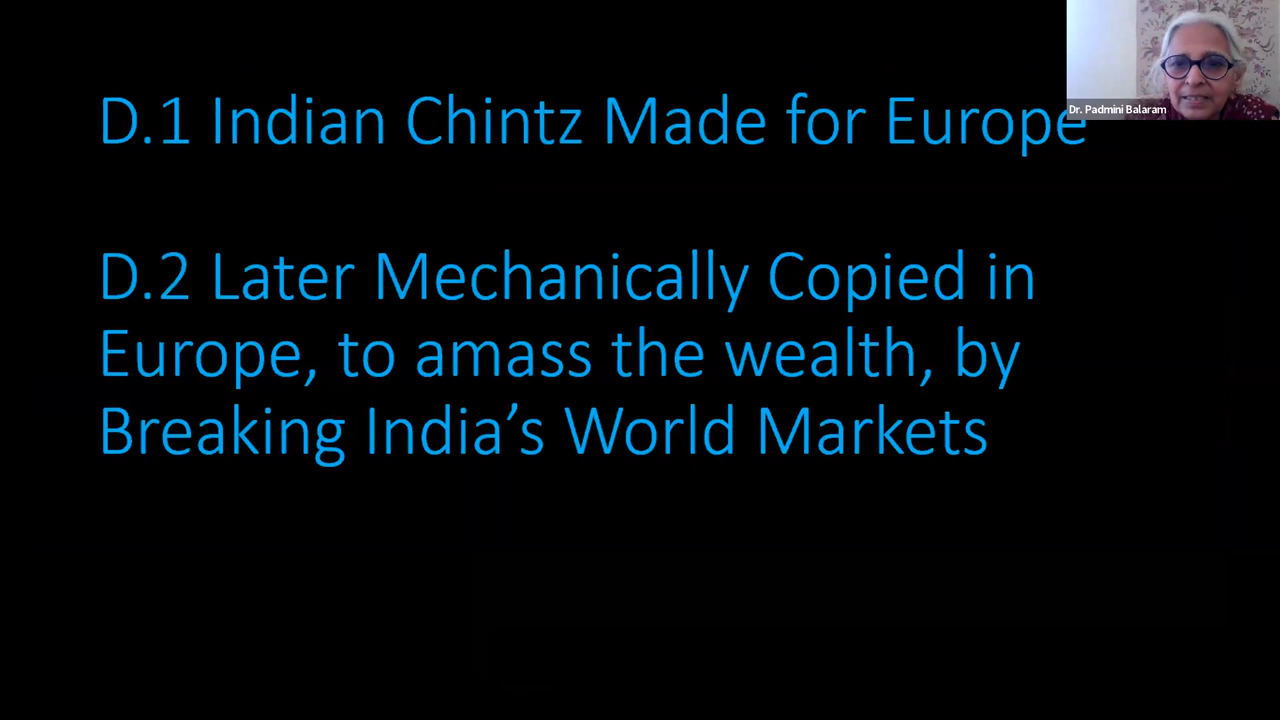 D.1 Indian Chintz Made for Europe
Dr. Padmini Balaram
D.2 Later Mechanically Copied in
Europe, to amass the wealth, by
Breaking India’s World Markets